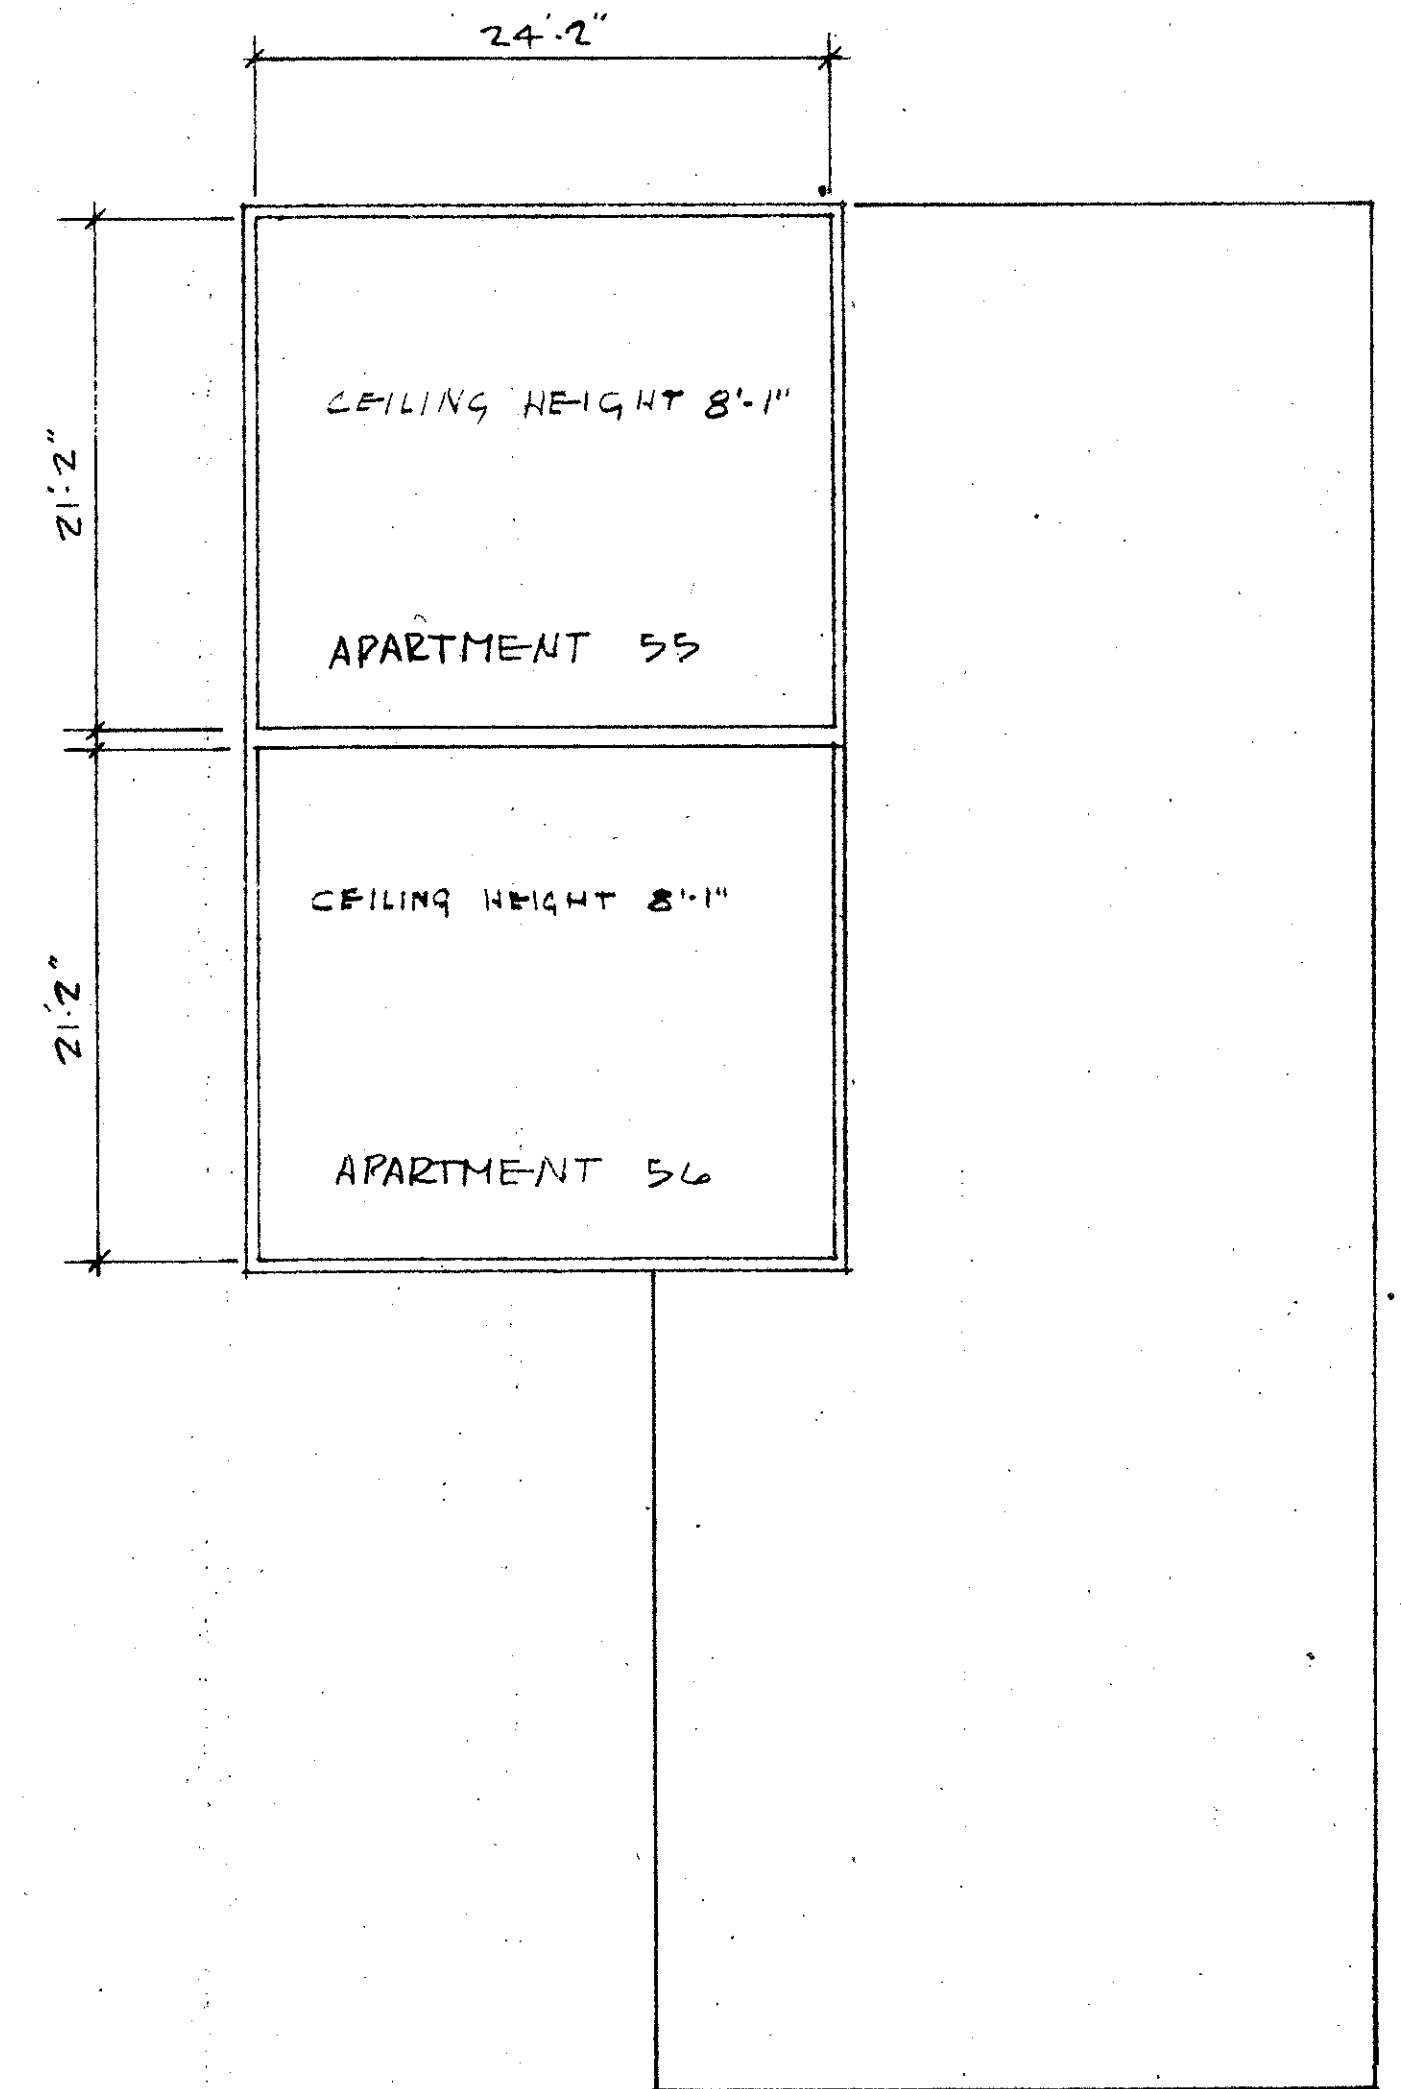 24'-2"
21'-2"
CEILING HEIGHT 8'-1"
APARTMENT 55
21'-2"
CEILING HEIGHT 8'-1"
APARTMENT 56